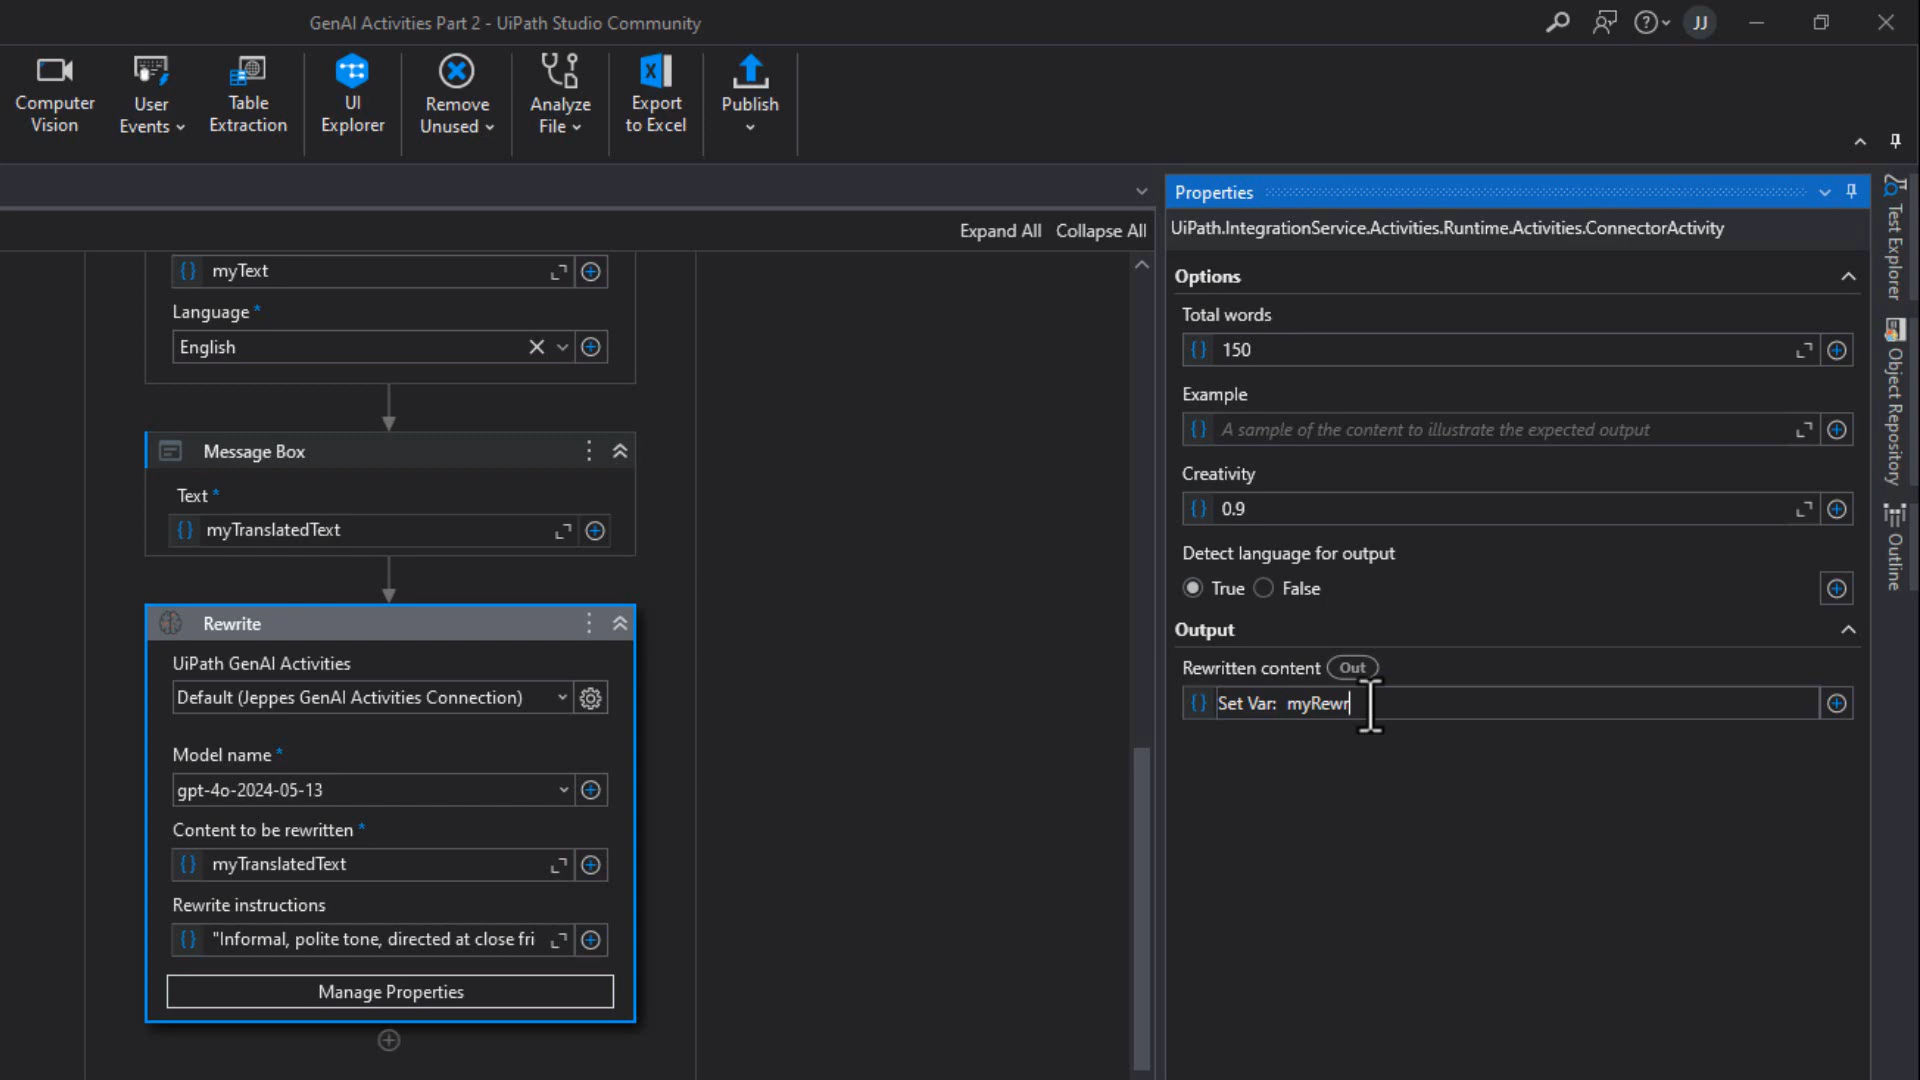 GenAI Activities Part 2 - UiPath Studio Community
JJ
Computer Vision
User Events
Table Extraction
UI Explorer
Remove Unused
Analyze File
Export to Excel
Publish
Expand All Collapse All
myText
Language *
English
Message Box
Text *
myTranslatedText
Rewrite
UiPath GenAI Activities
Default (Jeppes GenAI Activities Connection)
Model name *
gpt-4o-2024-05-13
Content to be rewritten *
myTranslatedText
Rewrite instructions
"Informal, polite tone, directed at close fri
Manage Properties
Properties
UiPath.IntegrationService.Activities.Runtime.Activities.ConnectorActivity
Options
Total words
150
Example
A sample of the content to illustrate the expected output
Creativity
0.9
Detect language for output
True False
Output
Rewritten content Out
Set Var: myRewr
Test Explorer
Object Repository
Outline